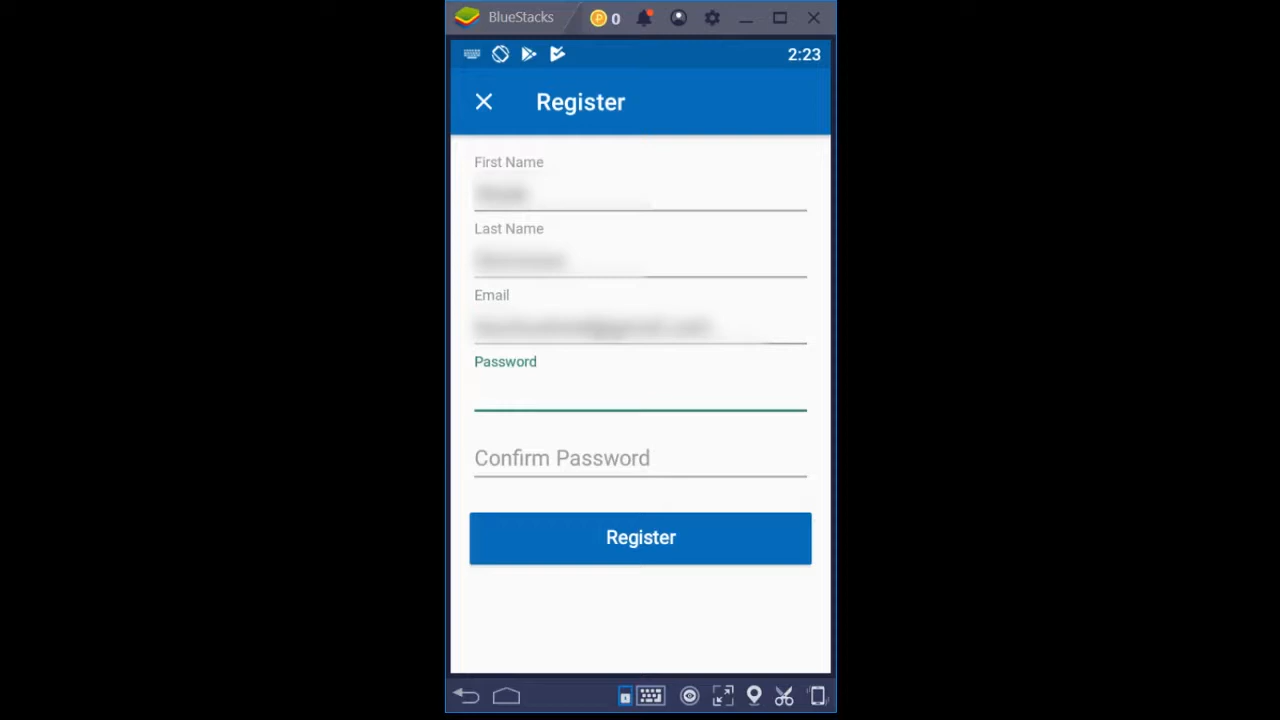 BlueStacks
0
2:23
Register
First Name
Last Name
Email
Password
Confirm Password
Register